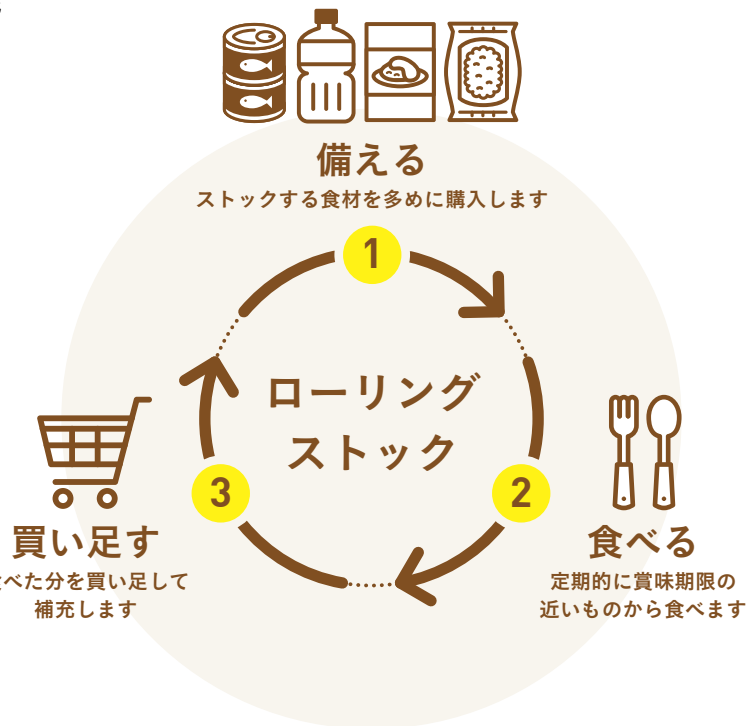 備える
ストックする食材を多めに購入します
1
ローリング
ストック
2
食べる
定期的に賞味期限の
近いものから食べます
3
買い足す
べた分を買い足して
補充します